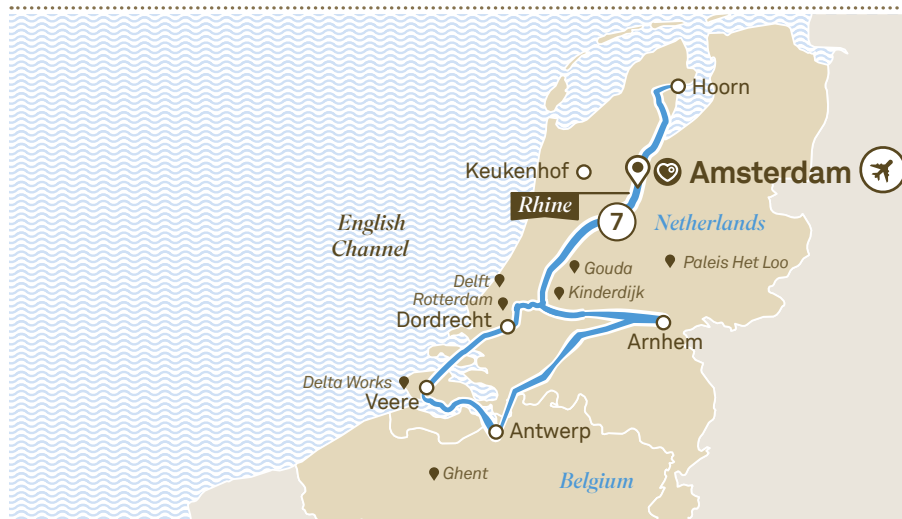 Hoorn
Keukenhof
Amsterdam
Rhine
7
English
Channel
Netherlands
Delft
Gouda
Paleis Het Loo
Rotterdam
Kinderdijk
Dordrecht
Arnhem
Delta Works
Veere
Antwerp
Ghent
Belgium